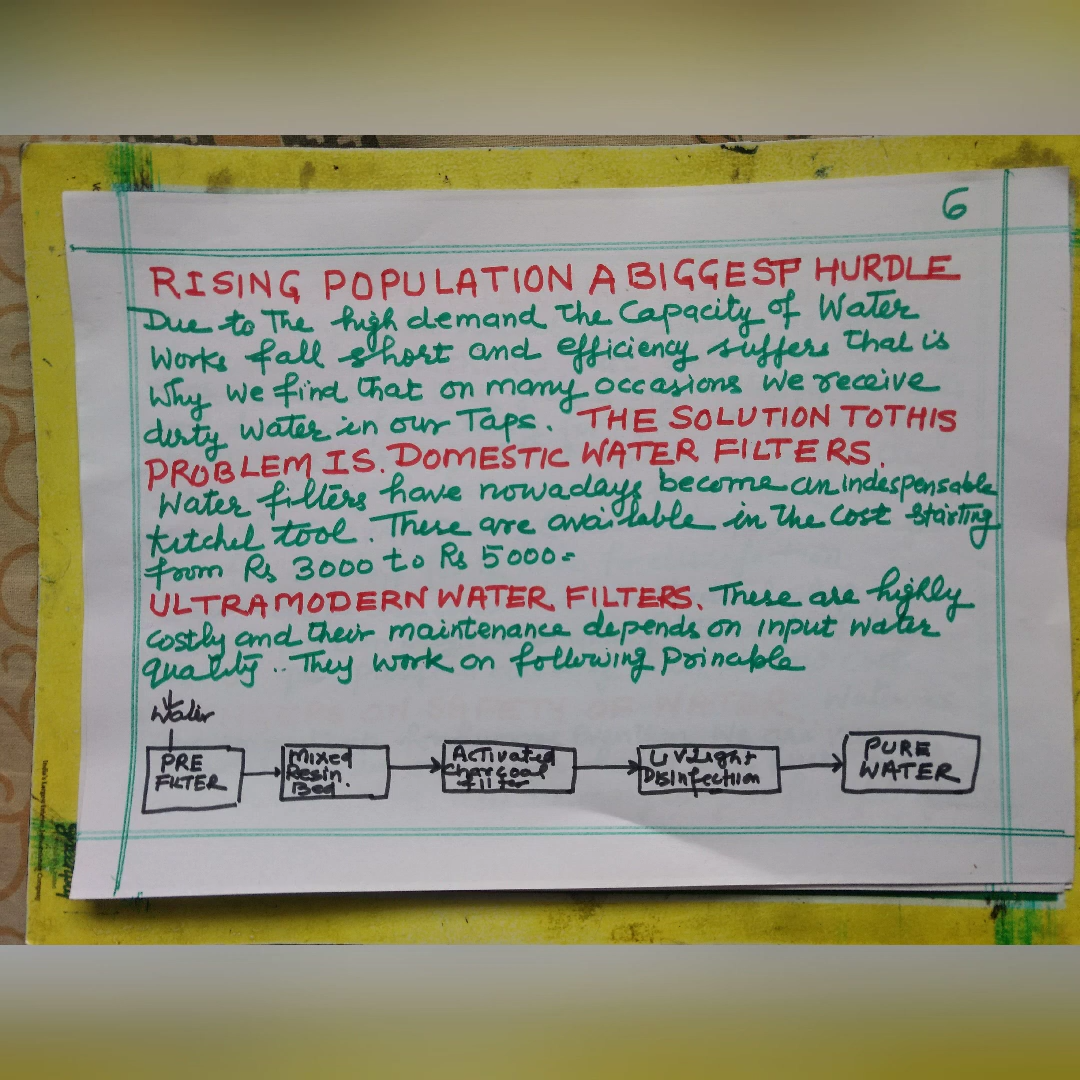 6
RISING POPULATION A BIGGEST HURDLE
Due to The high demand the Capacity of Water
Works fall short and efficiency suffers that is
Why we find that on many occasions we receive
dirty Water in our Taps. THE SOLUTION TO THIS
PROBLEM IS. DOMESTIC WATER FILTERS.
Water filters have nowadays become an indespensable
kitchel tool. These are available in the cost starting
from Rs 3000 to Rs 5000=
ULTRAMODERN WATER FILTERS. These are highly
costly and their maintenance depends on input water
quality.. They work on following Princable
Water
PRE FILTER
Mixed Resin. Bed
Activated Charcoal filter
UV Light Disinfection
PURE WATER